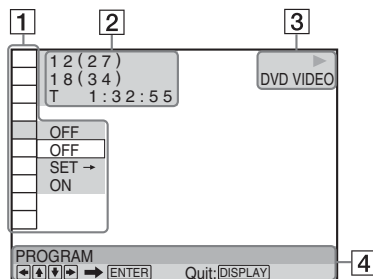 1 2 3
12(27)
18(34)
T 1:32:55
DVD VIDEO
OFF
OFF
SET →
ON
PROGRAM
ENTER Quit: DISPLAY
4